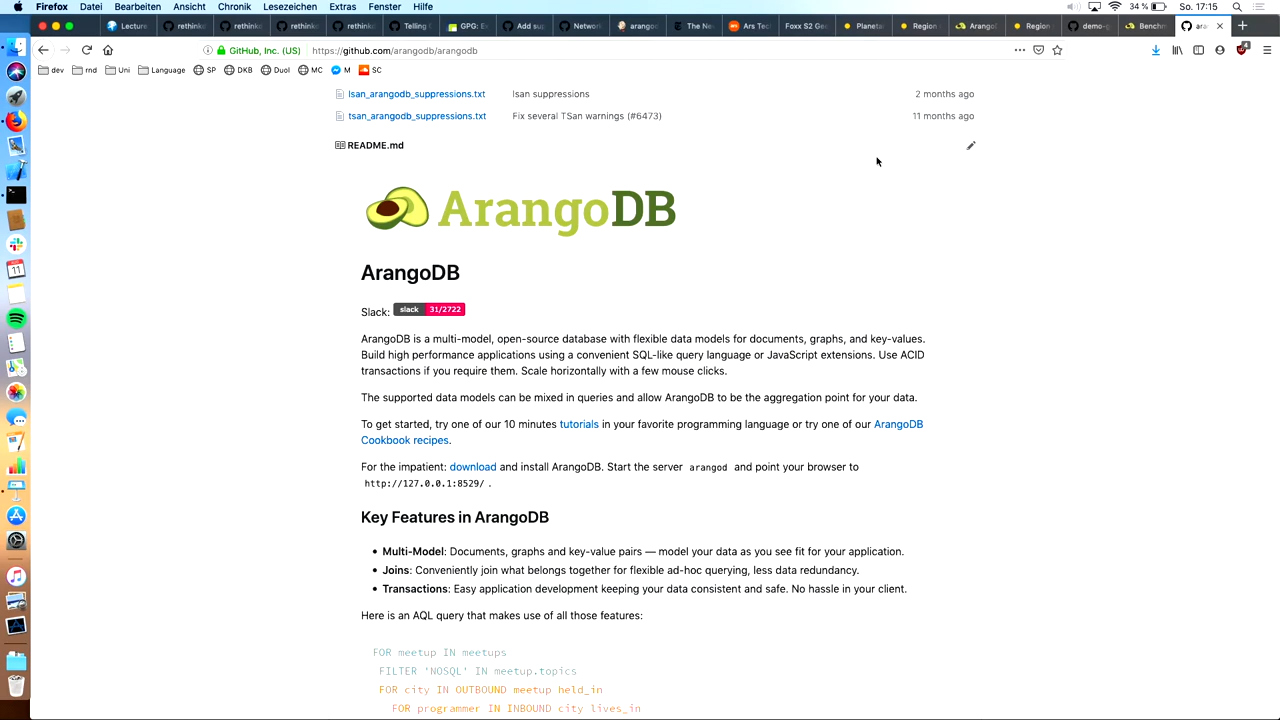 Firefox Datei Bearbeiten Ansicht Chronik Lesezeichen Extras Fenster Hilfe 34 % So. 17:15
Lecture rethink rethink rethink Telling GPG: E Add su Network arango The Ne Ars Tec Foxx S2 Ge Planeta Region ArangoD Region demo-g Benchm ara
GitHub, Inc. (US) https://github.com/arangodb/arangodb
dev rnd Uni Language SP DKB Duol MC M SC
lsan_arangodb_suppressions.txt lsan suppressions 2 months ago
tsan_arangodb_suppressions.txt Fix several TSan warnings (#6473) 11 months ago
README.md
ArangoDB
ArangoDB
Slack: slack 31/2722
ArangoDB is a multi-model, open-source database with flexible data models for documents, graphs, and key-values.
Build high performance applications using a convenient SQL-like query language or JavaScript extensions. Use ACID
transactions if you require them. Scale horizontally with a few mouse clicks.
The supported data models can be mixed in queries and allow ArangoDB to be the aggregation point for your data.
To get started, try one of our 10 minutes tutorials in your favorite programming language or try one of our ArangoDB
Cookbook recipes.
For the impatient: download and install ArangoDB. Start the server arangod and point your browser to
http://127.0.0.1:8529/ .
Key Features in ArangoDB
• Multi-Model: Documents, graphs and key-value pairs — model your data as you see fit for your application.
• Joins: Conveniently join what belongs together for flexible ad-hoc querying, less data redundancy.
• Transactions: Easy application development keeping your data consistent and safe. No hassle in your client.
Here is an AQL query that makes use of all those features:
FOR meetup IN meetups
FILTER 'NOSQL' IN meetup.topics
FOR city IN OUTBOUND meetup held_in
FOR programmer IN INBOUND city lives_in